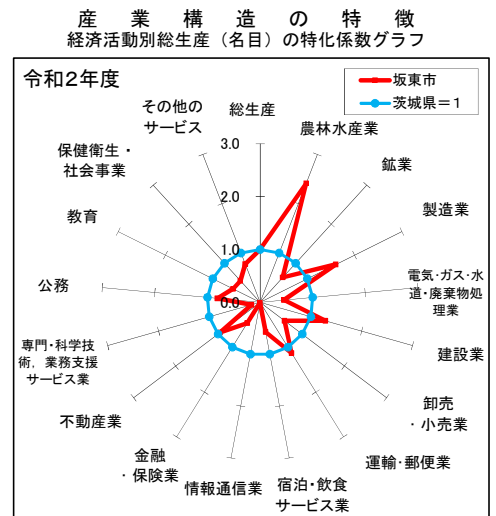 産業構造の特徴
経済活動別総生産（名目）の特化係数グラフ
令和2年度
坂東市
茨城県＝1
総生産
農林水産業
鉱業
製造業
電気・ガス・水
道・廃棄物処
理業
建設業
卸売
・小売業
運輸・郵便業
宿泊・飲食
サービス業
情報通信業
金融
・保険業
不動産業
専門・科学技
術，業務支援
サービス業
公務
教育
保健衛生・
社会事業
その他の
サービス
3.0
2.0
1.0
0.0